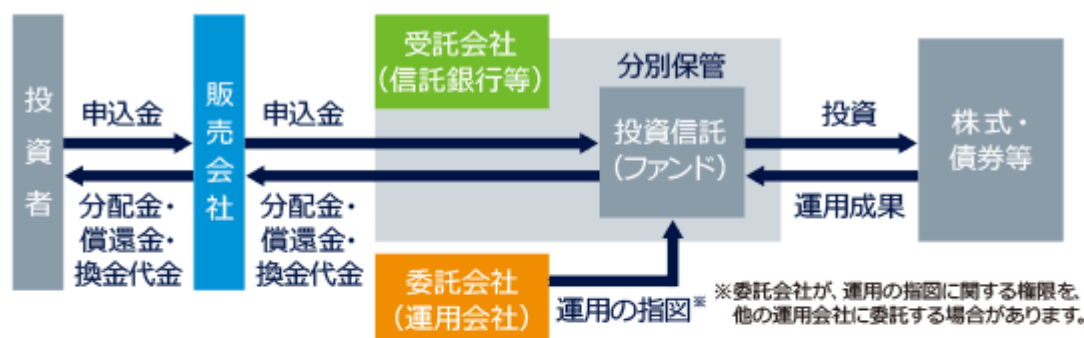 投資者
申込金
分配金・
償還金・
換金代金
販売会社
申込金
分配金・
償還金・
換金代金
受託会社
（信託銀行等）
分別保管
投資信託
（ファンド）
委託会社
（運用会社）
運用の指図※
投資
運用成果
株式・
債券等
※委託会社が、運用の指図に関する権限を、
他の運用会社に委託する場合があります。